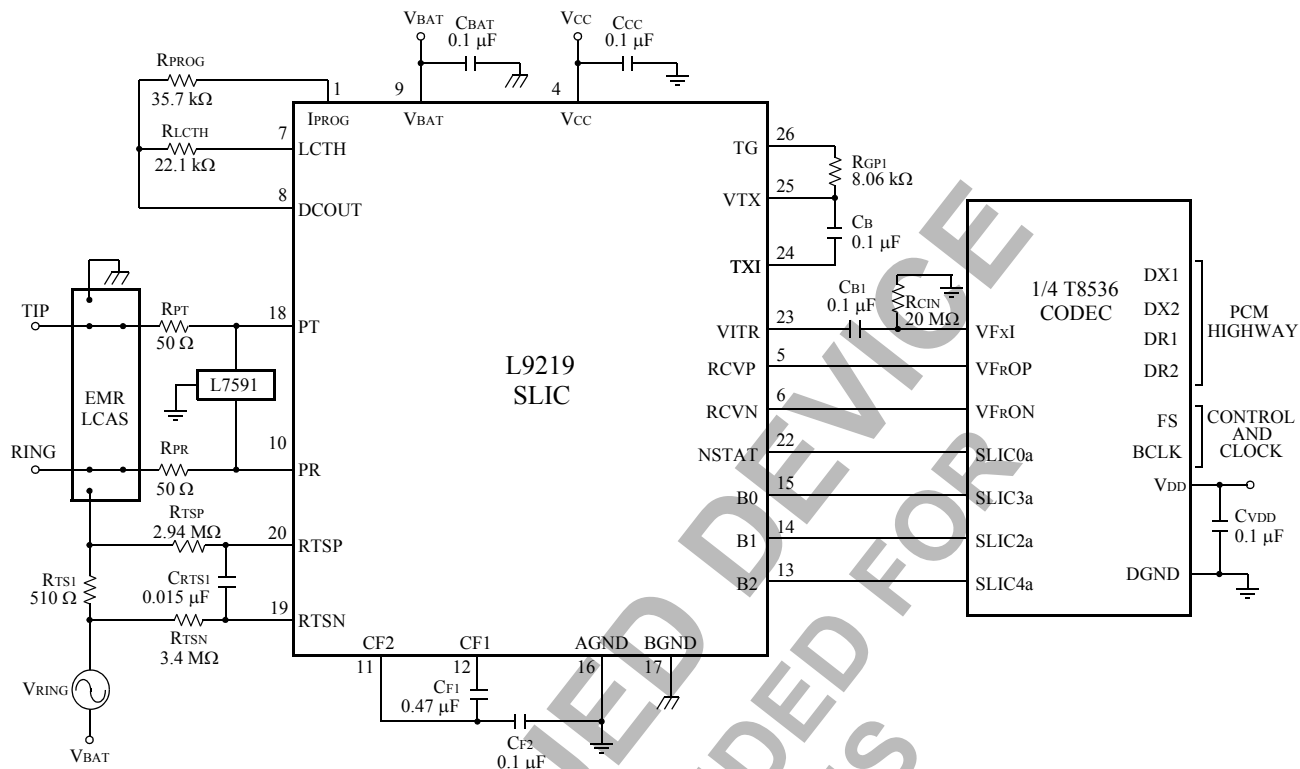 VBAT
CBAT
0.1 µF
VCC
CCC
0.1 µF
RPROG
35.7 kΩ
1
9
4
IPROG
VBAT
VCC
RLCTH
22.1 kΩ
7
LCTH
8
DCOUT
26
TG
RGP1
8.06 kΩ
25
VTX
CB
0.1 µF
24
TXI
TIP
RPT
50 Ω
18
PT
L7591
EMR
LCAS
RING
RPR
50 Ω
10
PR
L9219
SLIC
CB1
0.1 µF
RCIN
20 MΩ
VITR
23
VFXI
RCVP
5
VFROP
RCVN
6
VFRON
NSTAT
22
SLIC0a
B0
15
SLIC3a
B1
14
SLIC2a
B2
13
SLIC4a
1/4 T8536
CODEC
DX1
DX2
DR1
DR2
PCM
HIGHWAY
FS
BCLK
CONTROL
AND
CLOCK
VDD
CVDD
0.1 µF
DGND
RTSP
2.94 MΩ
20
RTSP
RTS1
510 Ω
CRTS1
0.015 µF
19
RTSN
RTSN
3.4 MΩ
VRING
VBAT
CF2
11
CF1
12
AGND
16
BGND
17
CF1
0.47 µF
CF2
0.1 µF
DEVICE
FOR